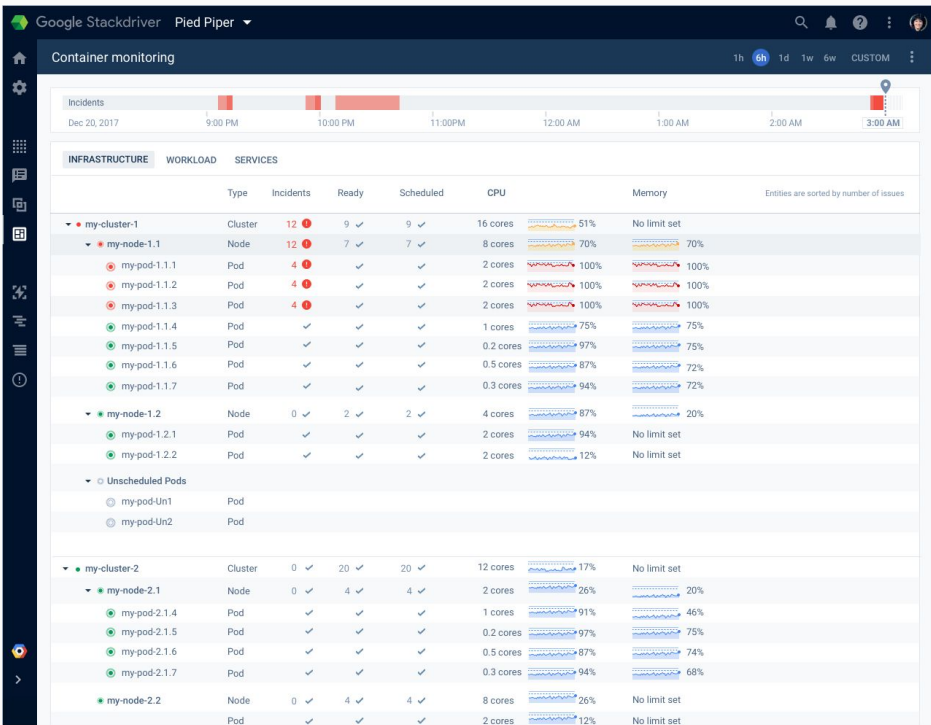 Google Stackdriver Pied Piper
Container monitoring 1h 6h 1d 1w 6w CUSTOM
Incidents
Dec 20, 2017 9:00 PM 10:00 PM 11:00PM 12:00 AM 1:00 AM 2:00 AM 3:00 AM
INFRASTRUCTURE WORKLOAD SERVICES
Type Incidents Ready Scheduled CPU Memory Entities are sorted by number of issues
my-cluster-1 Cluster 12 9 9 16 cores 51% No limit set
my-node-1.1 Node 12 7 7 8 cores 70% 70%
my-pod-1.1.1 Pod 4 2 cores 100% 100%
my-pod-1.1.2 Pod 4 2 cores 100% 100%
my-pod-1.1.3 Pod 4 2 cores 100% 100%
my-pod-1.1.4 Pod 1 cores 75% 75%
my-pod-1.1.5 Pod 0.2 cores 97% 75%
my-pod-1.1.6 Pod 0.5 cores 87% 72%
my-pod-1.1.7 Pod 0.3 cores 94% 72%
my-node-1.2 Node 0 2 2 4 cores 87% 20%
my-pod-1.2.1 Pod 2 cores 94% No limit set
my-pod-1.2.2 Pod 2 cores 12% No limit set
Unscheduled Pods
my-pod-Un1 Pod
my-pod-Un2 Pod
my-cluster-2 Cluster 0 20 20 12 cores 17% No limit set
my-node-2.1 Node 0 4 4 2 cores 26% 20%
my-pod-2.1.4 Pod 1 cores 91% 46%
my-pod-2.1.5 Pod 0.2 cores 97% 75%
my-pod-2.1.6 Pod 0.5 cores 87% 74%
my-pod-2.1.7 Pod 0.3 cores 94% 68%
my-node-2.2 Node 0 4 4 8 cores 26% No limit set
Pod 2 cores 12% No limit set